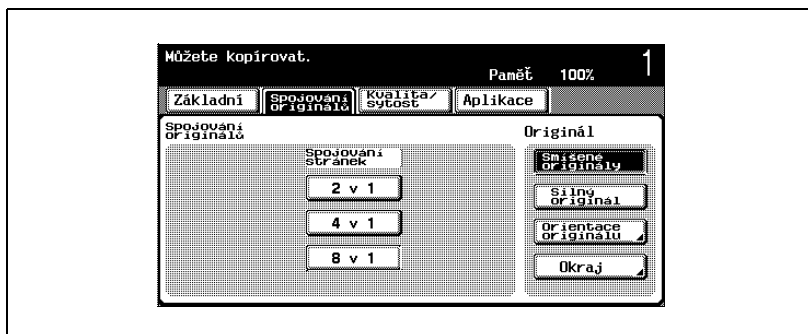 Můžete kopírovat.
Paměť 100% 1
Základní
Spojování
originálů
Kvalita/
sytost
Aplikace
Spojování
originálů
Originál
Spojování
stránek
2 v 1
4 v 1
8 v 1
Smíšené
originály
Silný
originál
Orientace
originálu
Okraj